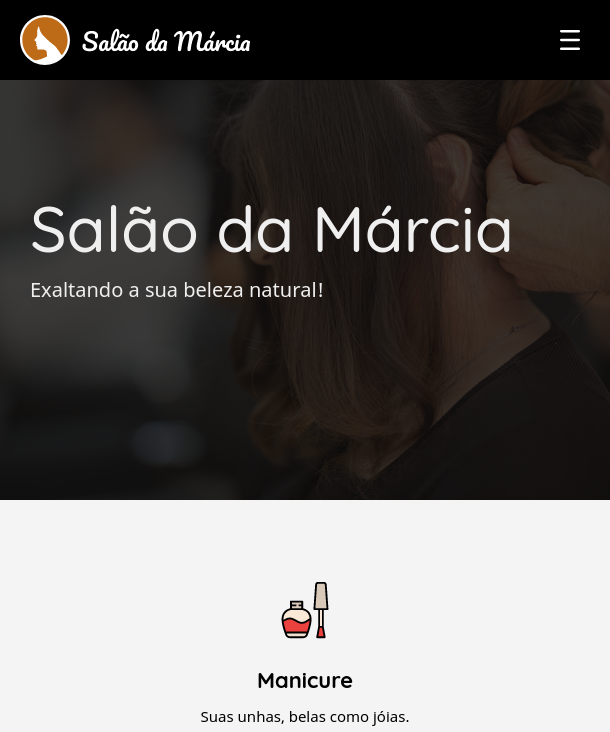 Salão da Márcia
Salão da Márcia
Exaltando a sua beleza natural!
Manicure
Suas unhas, belas como jóias.